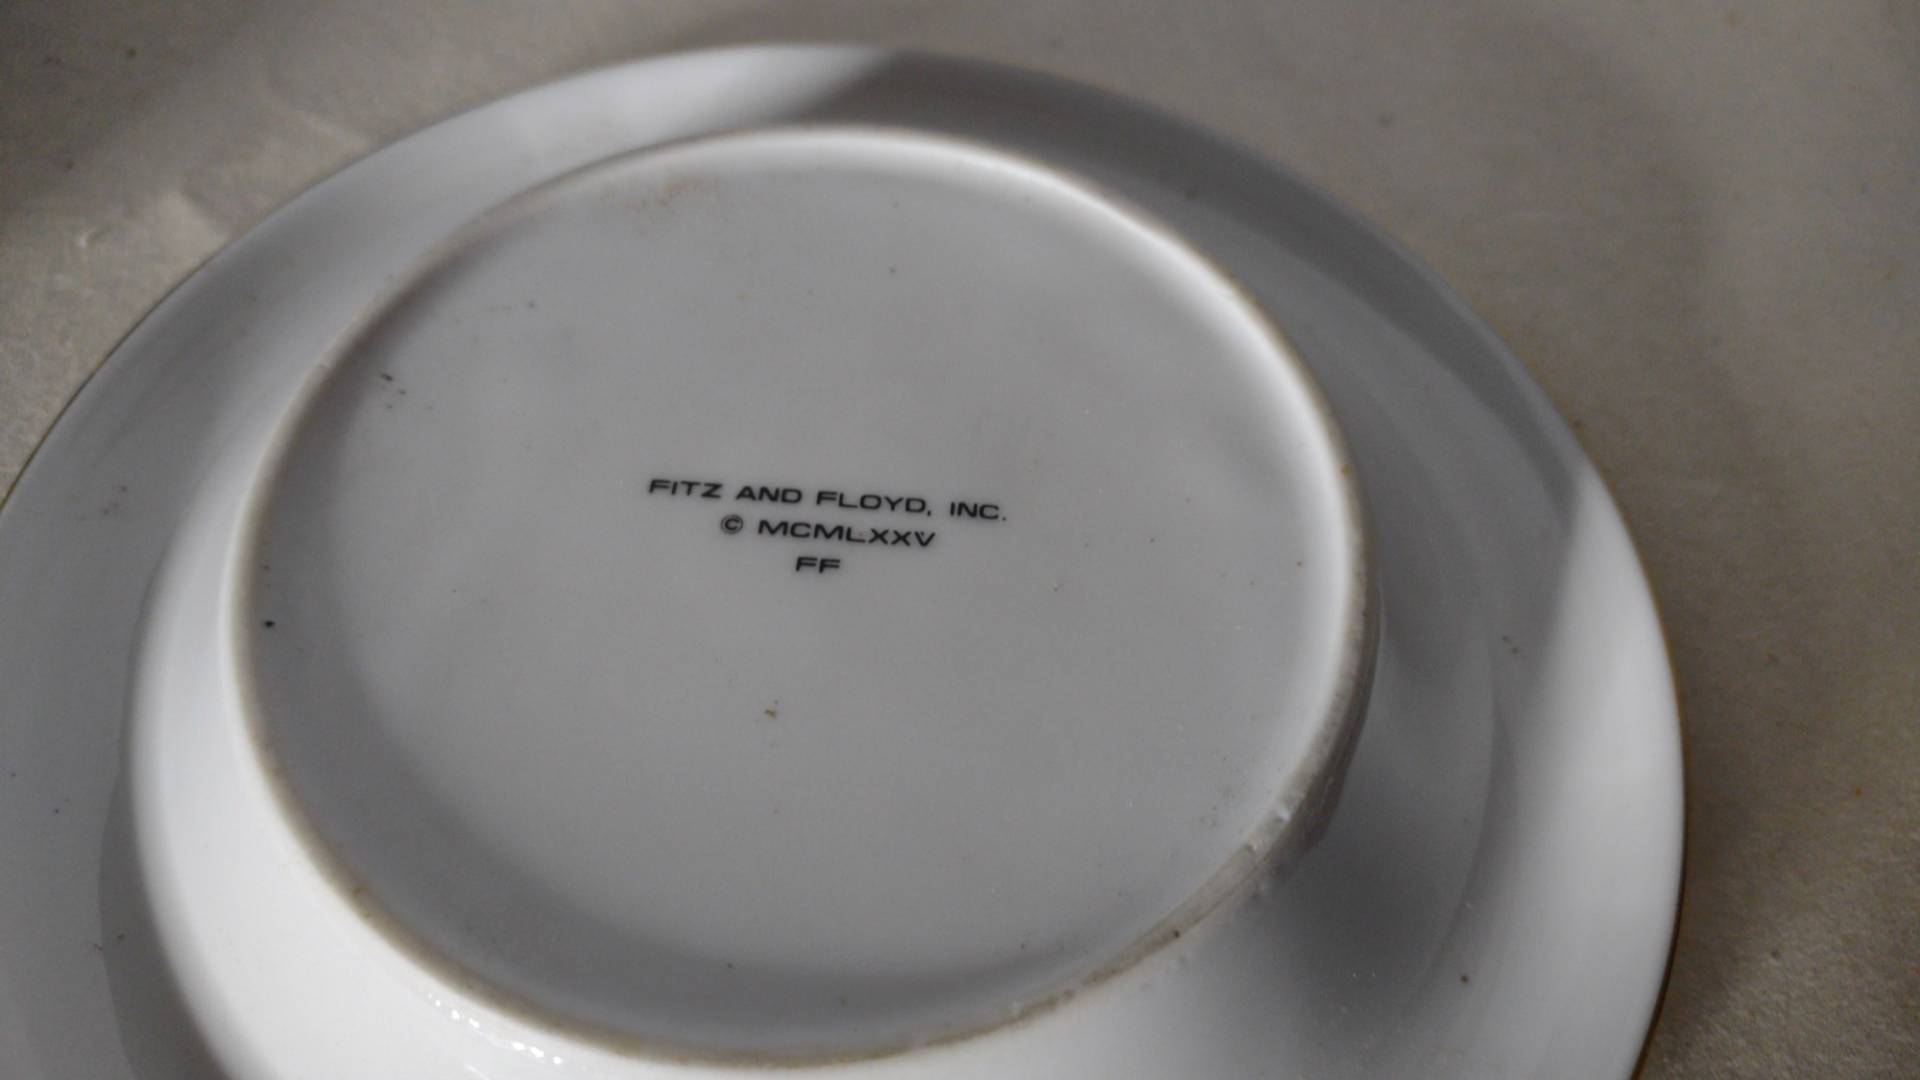 FITZ AND FLOYD, INC.
© MCMLXXV
FF